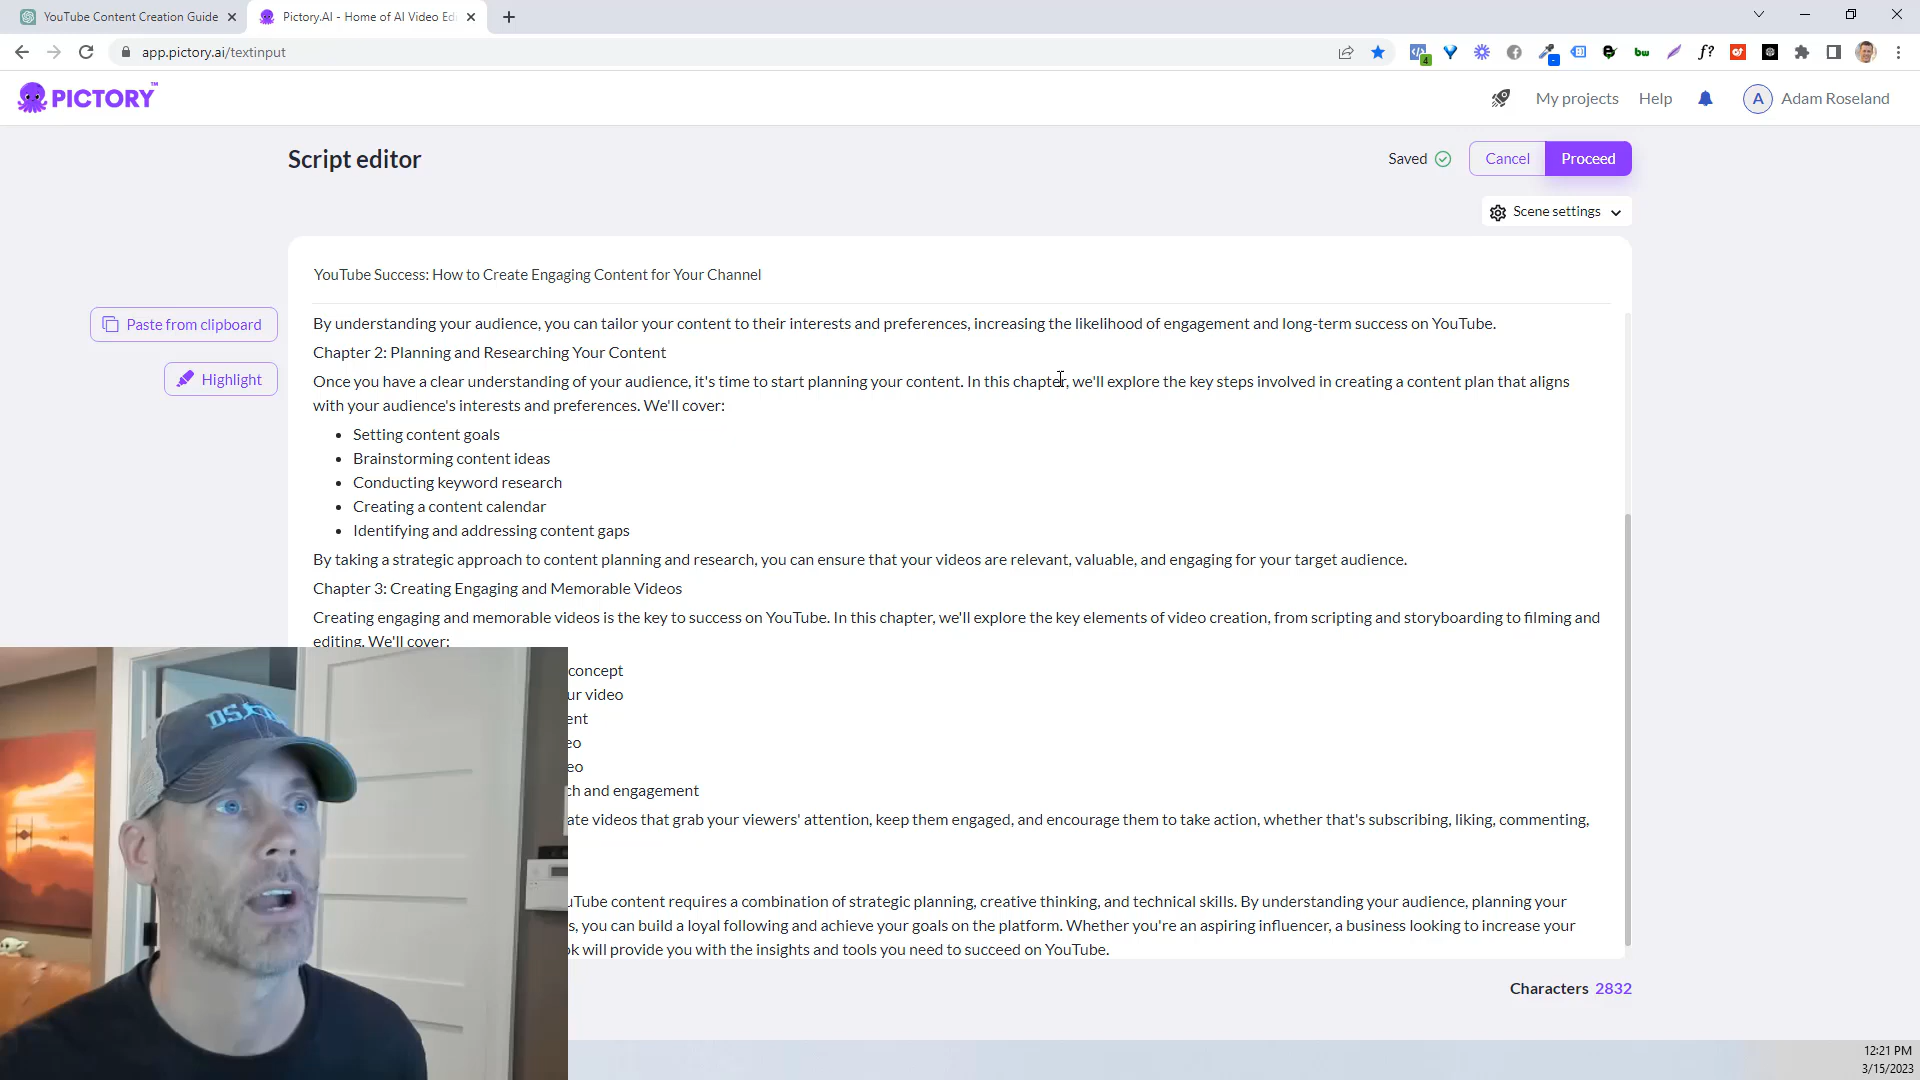 YouTube Content Creation Guide
Pictory.AI - Home of AI Video Edi
app.pictory.ai/textinput
4
PICTORY™
My projects
Help
A
Adam Roseland
Script editor
Saved
Cancel
Proceed
Scene settings
YouTube Success: How to Create Engaging Content for Your Channel
Paste from clipboard
Highlight
By understanding your audience, you can tailor your content to their interests and preferences, increasing the likelihood of engagement and long-term success on YouTube.
Chapter 2: Planning and Researching Your Content
Once you have a clear understanding of your audience, it's time to start planning your content. In this chapter, we'll explore the key steps involved in creating a content plan that aligns
with your audience's interests and preferences. We'll cover:
• Setting content goals
• Brainstorming content ideas
• Conducting keyword research
• Creating a content calendar
• Identifying and addressing content gaps
By taking a strategic approach to content planning and research, you can ensure that your videos are relevant, valuable, and engaging for your target audience.
Chapter 3: Creating Engaging and Memorable Videos
Creating engaging and memorable videos is the key to success on YouTube. In this chapter, we'll explore the key elements of video creation, from scripting and storyboarding to filming and
editing. We'll cover:
concept
ur video
ent
eo
eo
ch and engagement
ate videos that grab your viewers' attention, keep them engaged, and encourage them to take action, whether that's subscribing, liking, commenting,
uTube content requires a combination of strategic planning, creative thinking, and technical skills. By understanding your audience, planning your
s, you can build a loyal following and achieve your goals on the platform. Whether you're an aspiring influencer, a business looking to increase your
ok will provide you with the insights and tools you need to succeed on YouTube.
Characters 2832
12:21 PM
3/15/2023